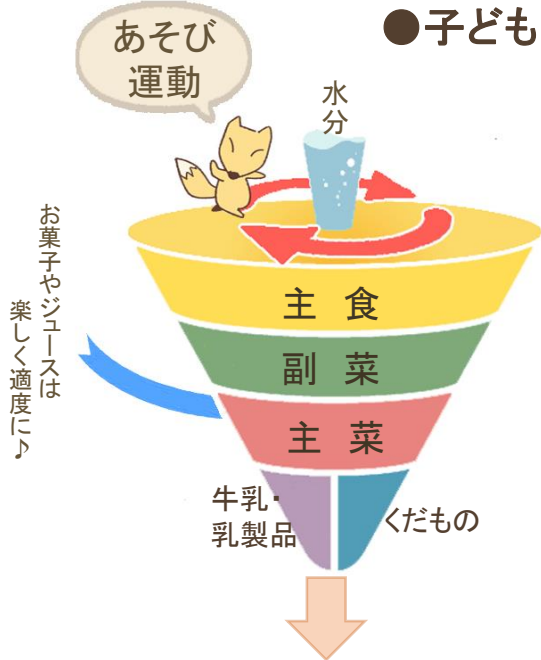 ●子ども
あそび
運動
水分
お菓子やジュースは
楽しく適度に♪
主食
副菜
主菜
牛乳・
乳製品
くだもの